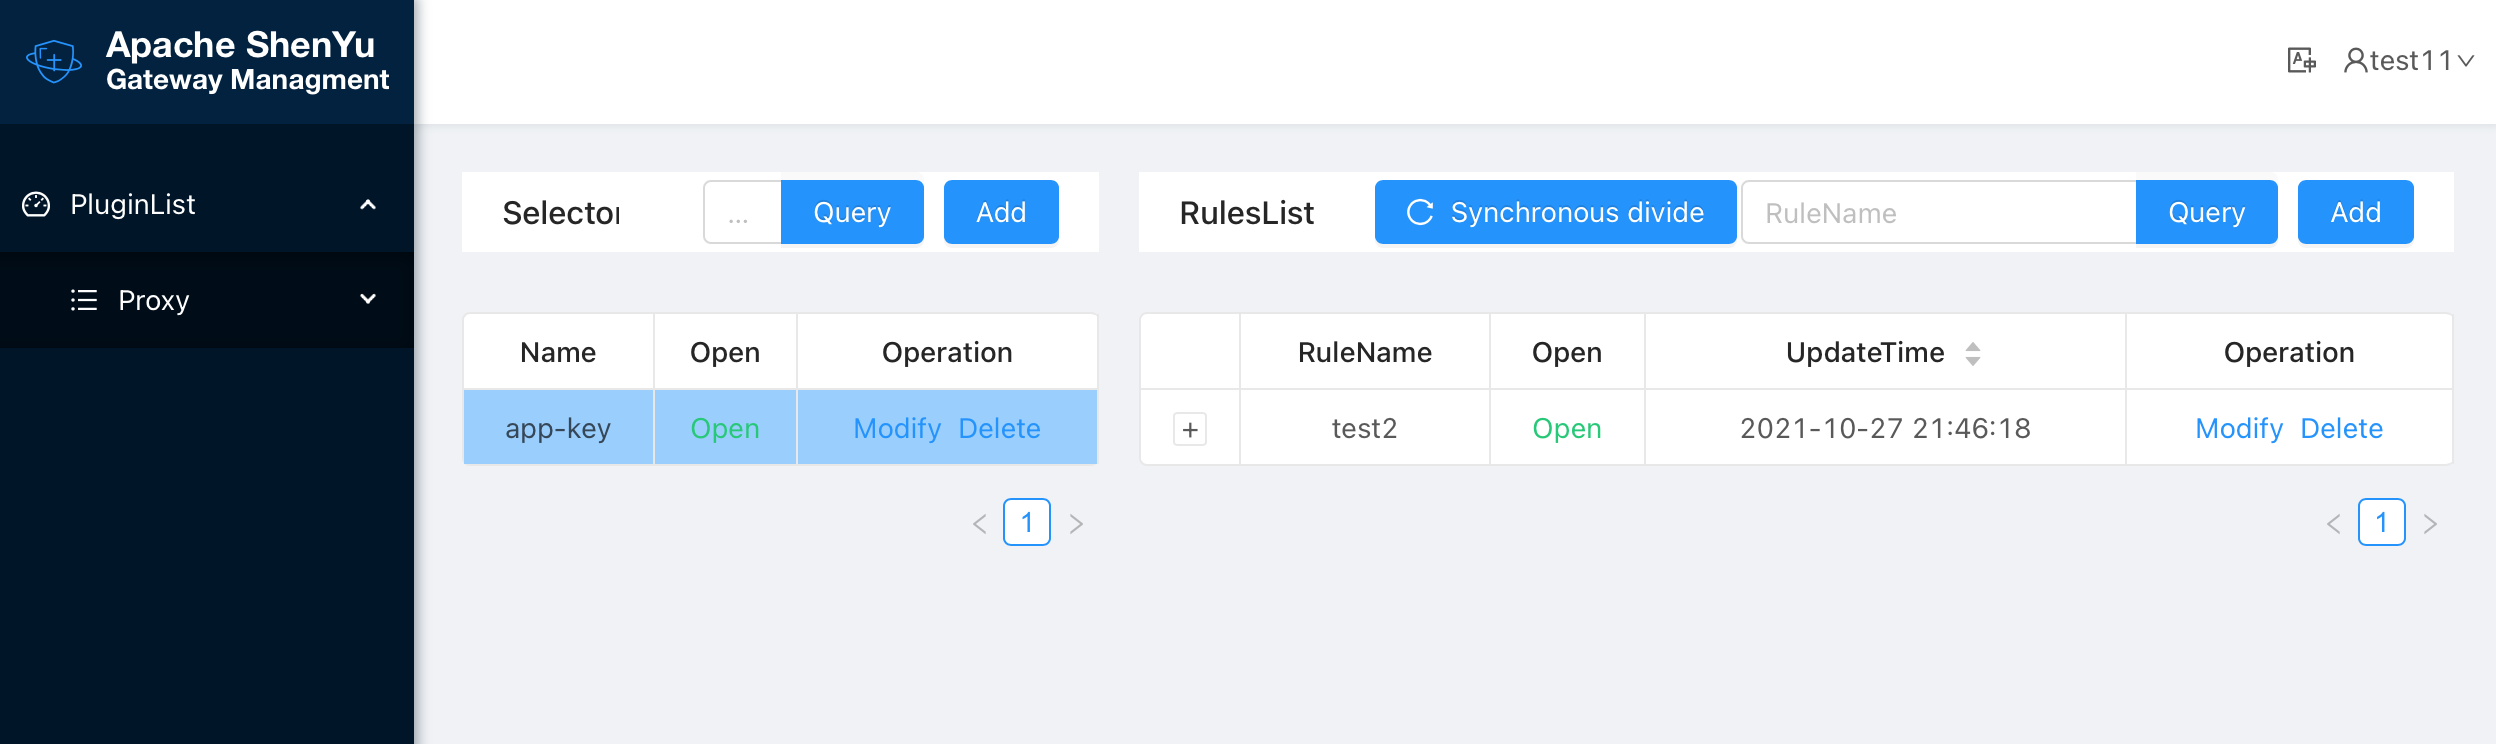 Apache ShenYu
Gateway Managment
test11
PluginList
Proxy
Selector
...
Query
Add
RulesList
Synchronous divide
RuleName
Query
Add
Name Open Operation
app-key Open Modify Delete
1
RuleName Open UpdateTime Operation
+ test2 Open 2021-10-27 21:46:18 Modify Delete
1